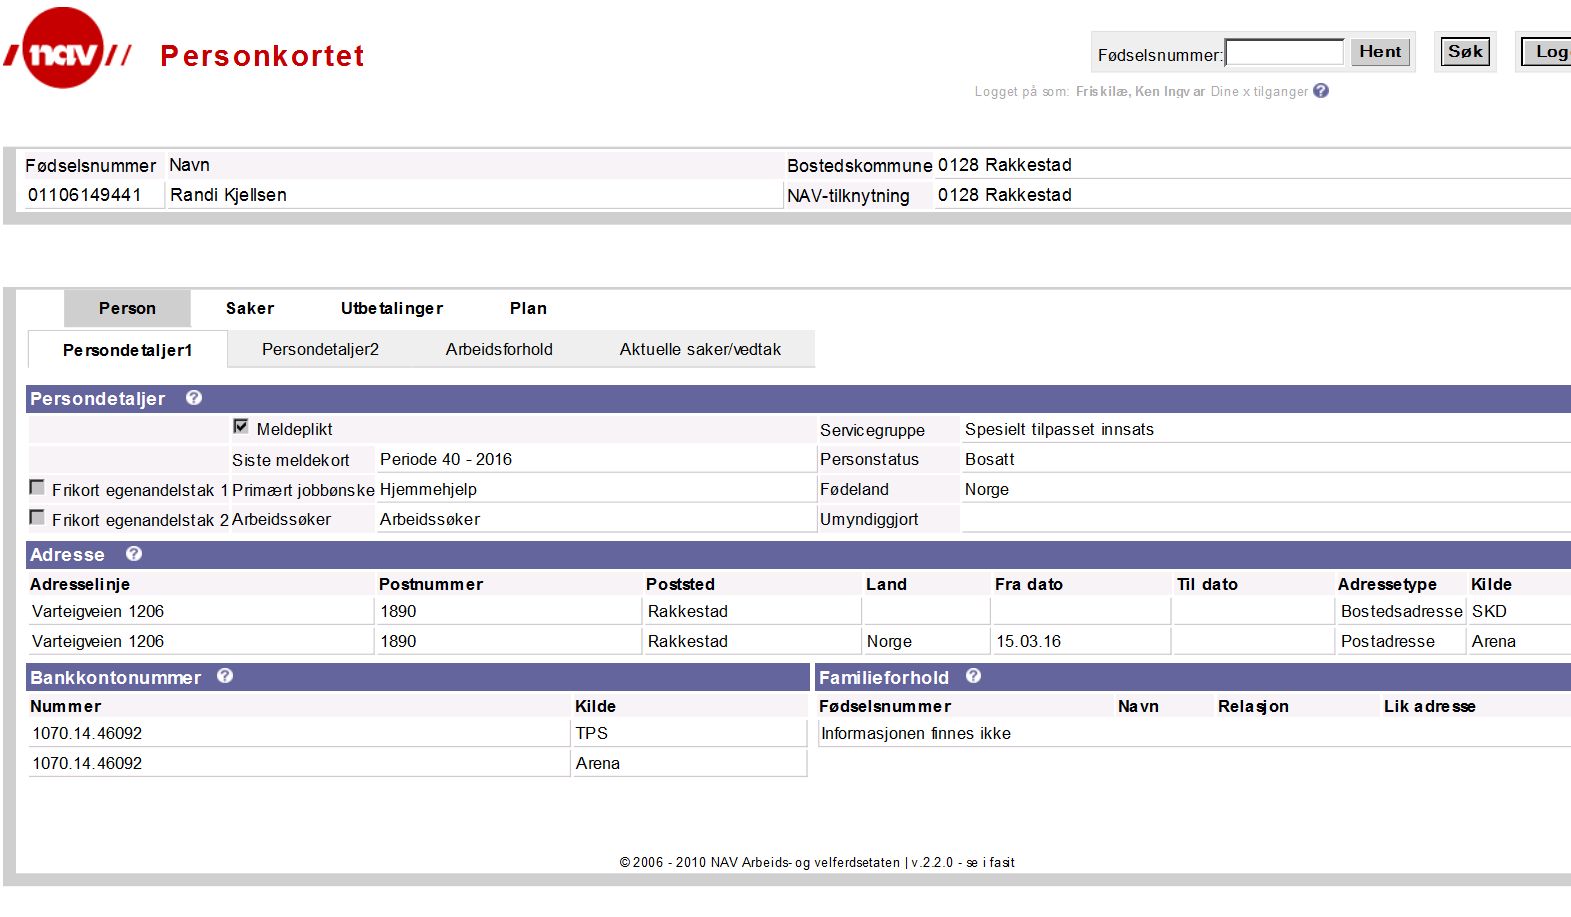 nav Personkortet
Fødselsnummer: Hent Søk
Logget på som: Friskilæ, Ken Ingvar Dine x tilganger ?
Fødselsnummer Navn Bostedskommune 0128 Rakkestad
01106149441 Randi Kjellsen NAV-tilknytning 0128 Rakkestad
Person Saker Utbetalinger Plan
Persondetaljer1 Persondetaljer2 Arbeidsforhold Aktuelle saker/vedtak
Persondetaljer ?
Meldeplikt Servicegruppe Spesielt tilpasset innsats
Siste meldekort Periode 40 - 2016 Personstatus Bosatt
Frikort egenandelstak 1 Primært jobbønske Hjemmehjelp Fødeland Norge
Frikort egenandelstak 2 Arbeidssøker Arbeidssøker Umyndiggjort
Adresse ?
Adresselinje Postnummer Poststed Land Fra dato Til dato Adressetype Kilde
Varteigveien 1206 1890 Rakkestad Bostedsadresse SKD
Varteigveien 1206 1890 Rakkestad Norge 15.03.16 Postadresse Arena
Bankkontonummer ? Familieforhold ?
Nummer Kilde Fødselsnummer Navn Relasjon Lik adresse
1070.14.46092 TPS Informasjonen finnes ikke
1070.14.46092 Arena
© 2006 - 2010 NAV Arbeids- og velferdsetaten | v.2.2.0 - se i fasit